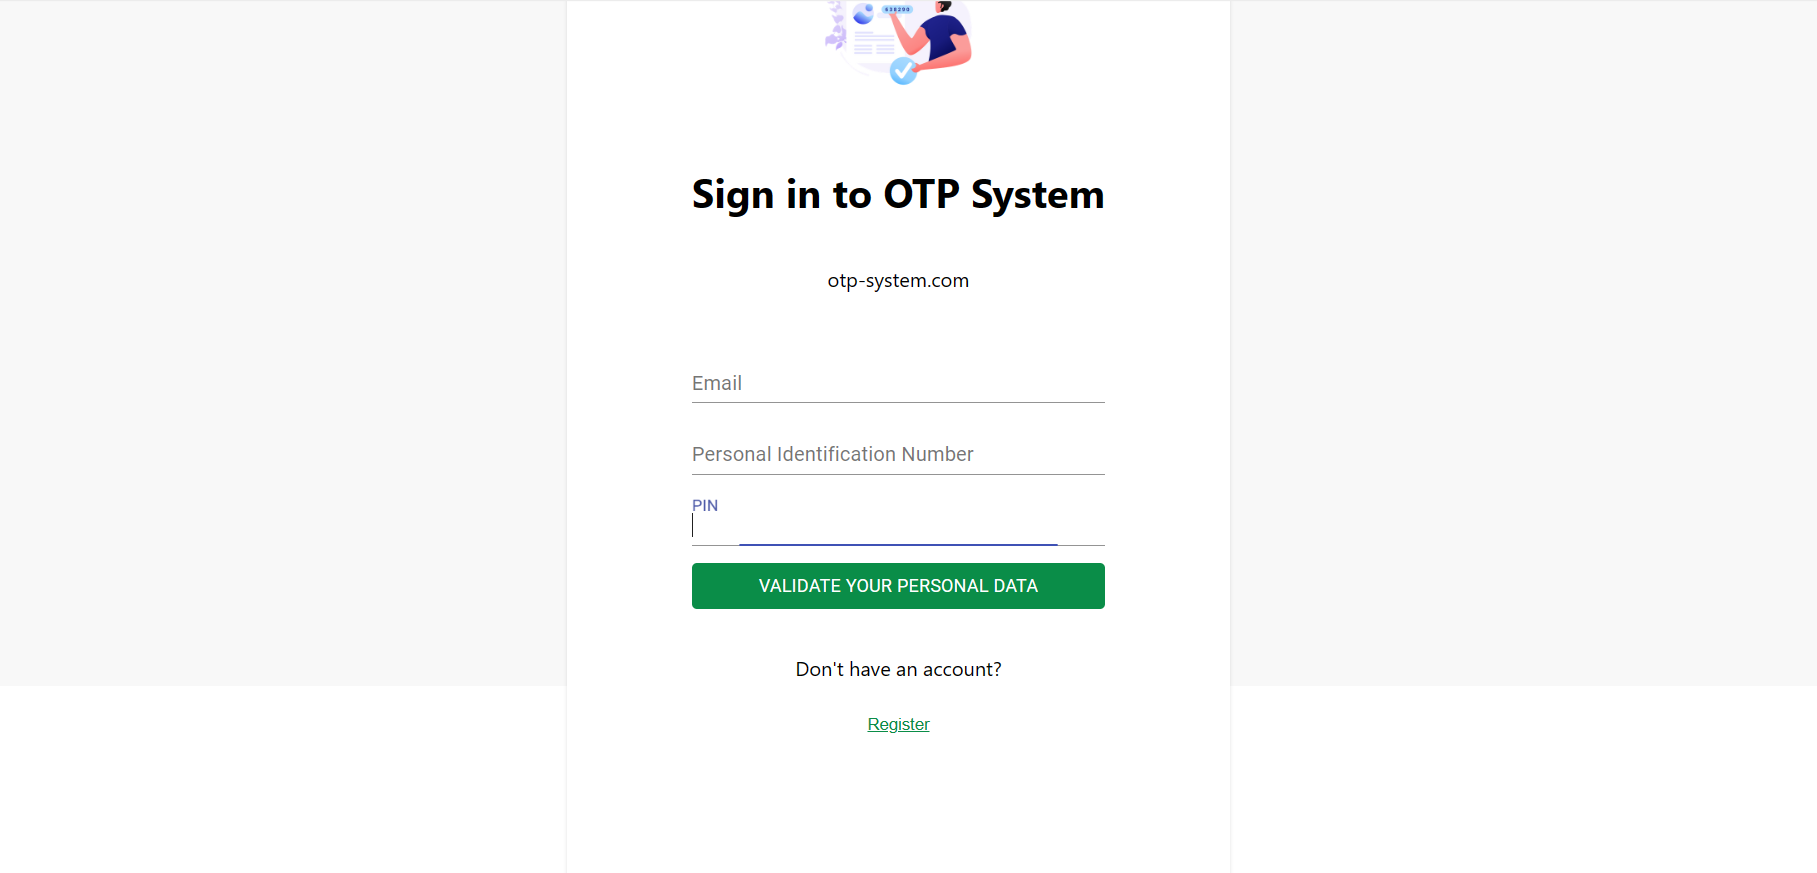 638290
Sign in to OTP System
otp-system.com
Email
Personal Identification Number
PIN
VALIDATE YOUR PERSONAL DATA
Don't have an account?
Register